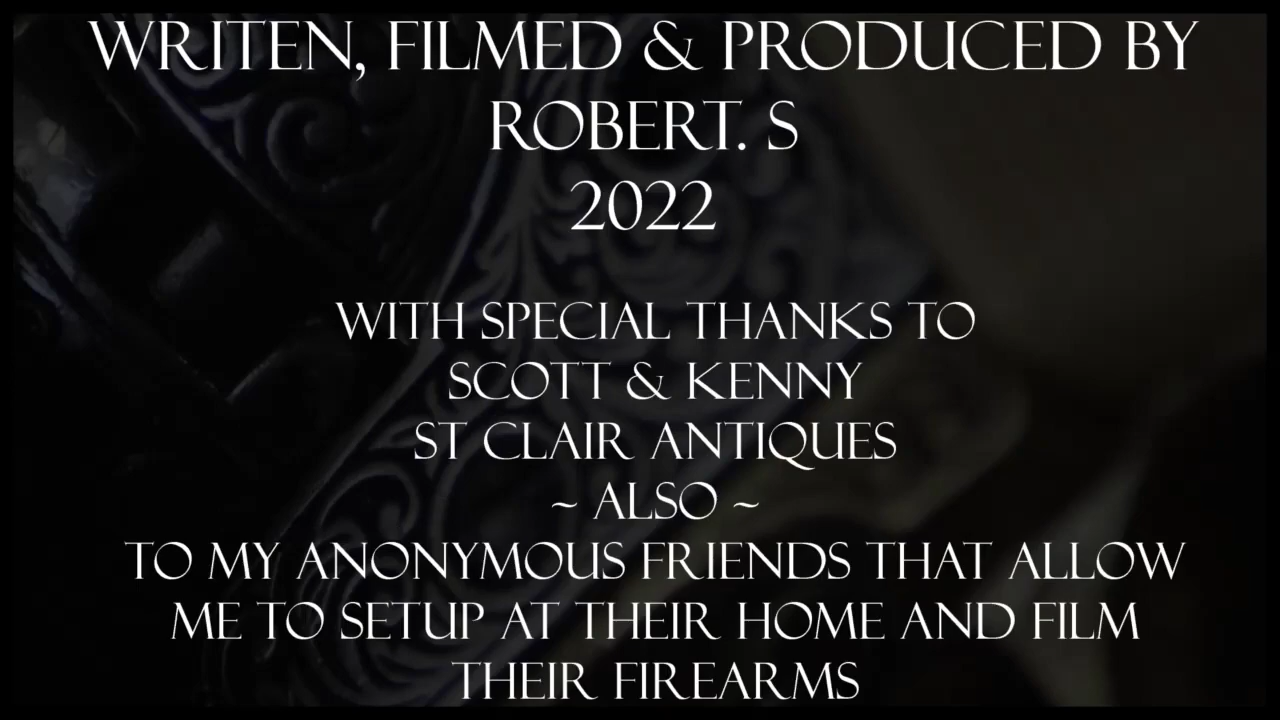 WRITEN, FILMED & PRODUCED BY
ROBERT. S
2022
WITH SPECIAL THANKS TO
SCOTT & KENNY
ST CLAIR ANTIQUES
~ ALSO ~
TO MY ANONYMOUS FRIENDS THAT ALLOW
ME TO SETUP AT THEIR HOME AND FILM
THEIR FIREARMS